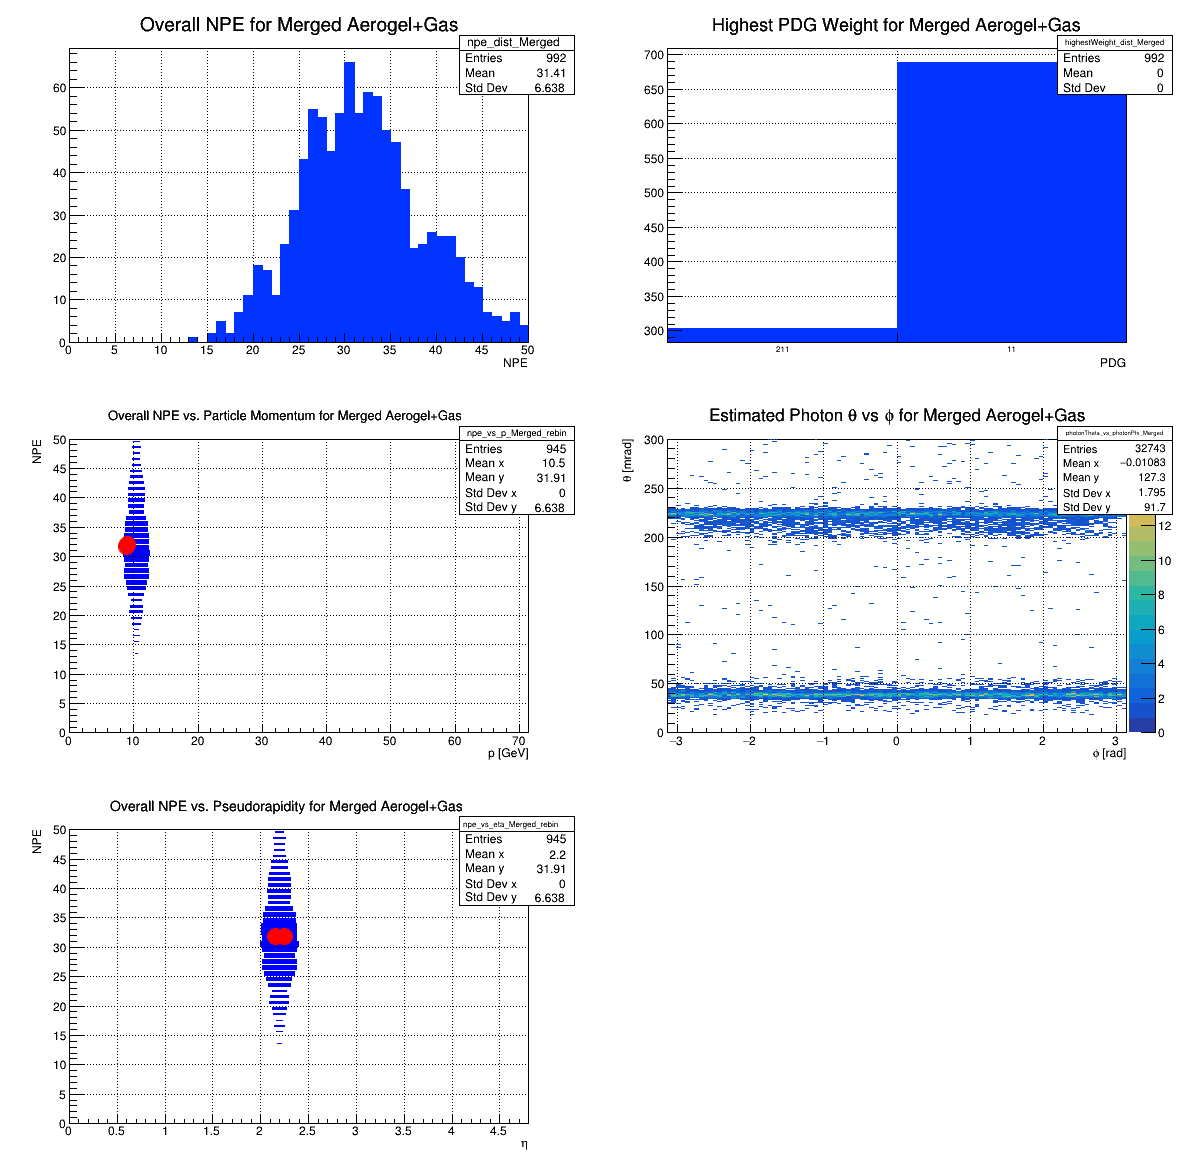 Overall NPE for Merged Aerogel+Gas
npe_dist_Merged
Entries 992
Mean 31.41
Std Dev 6.638
60
50
40
30
20
10
0
0 5 10 15 20 25 30 35 40 45 50
NPE
Highest PDG Weight for Merged Aerogel+Gas
highestWeight_dist_Merged
Entries 992
Mean 0
Std Dev 0
700
650
600
550
500
450
400
350
300
211 11
PDG
Overall NPE vs. Particle Momentum for Merged Aerogel+Gas
npe_vs_p_Merged_rebin
Entries 945
Mean x 10.5
Mean y 31.91
Std Dev x 0
Std Dev y 6.638
NPE
50
45
40
35
30
25
20
15
10
5
0
0 10 20 30 40 50 60 70
p [GeV]
Estimated Photon θ vs ϕ for Merged Aerogel+Gas
photonTheta_vs_photonPhi_Merged
Entries 32743
Mean x −0.01083
Mean y 127.3
Std Dev x 1.795
Std Dev y 91.7
θ [mrad]
300
250
200
150
100
50
0
−3 −2 −1 0 1 2 3
ϕ [rad]
12
10
8
6
4
2
0
Overall NPE vs. Pseudorapidity for Merged Aerogel+Gas
npe_vs_eta_Merged_rebin
Entries 945
Mean x 2.2
Mean y 31.91
Std Dev x 0
Std Dev y 6.638
NPE
50
45
40
35
30
25
20
15
10
5
0
0 0.5 1 1.5 2 2.5 3 3.5 4 4.5
η